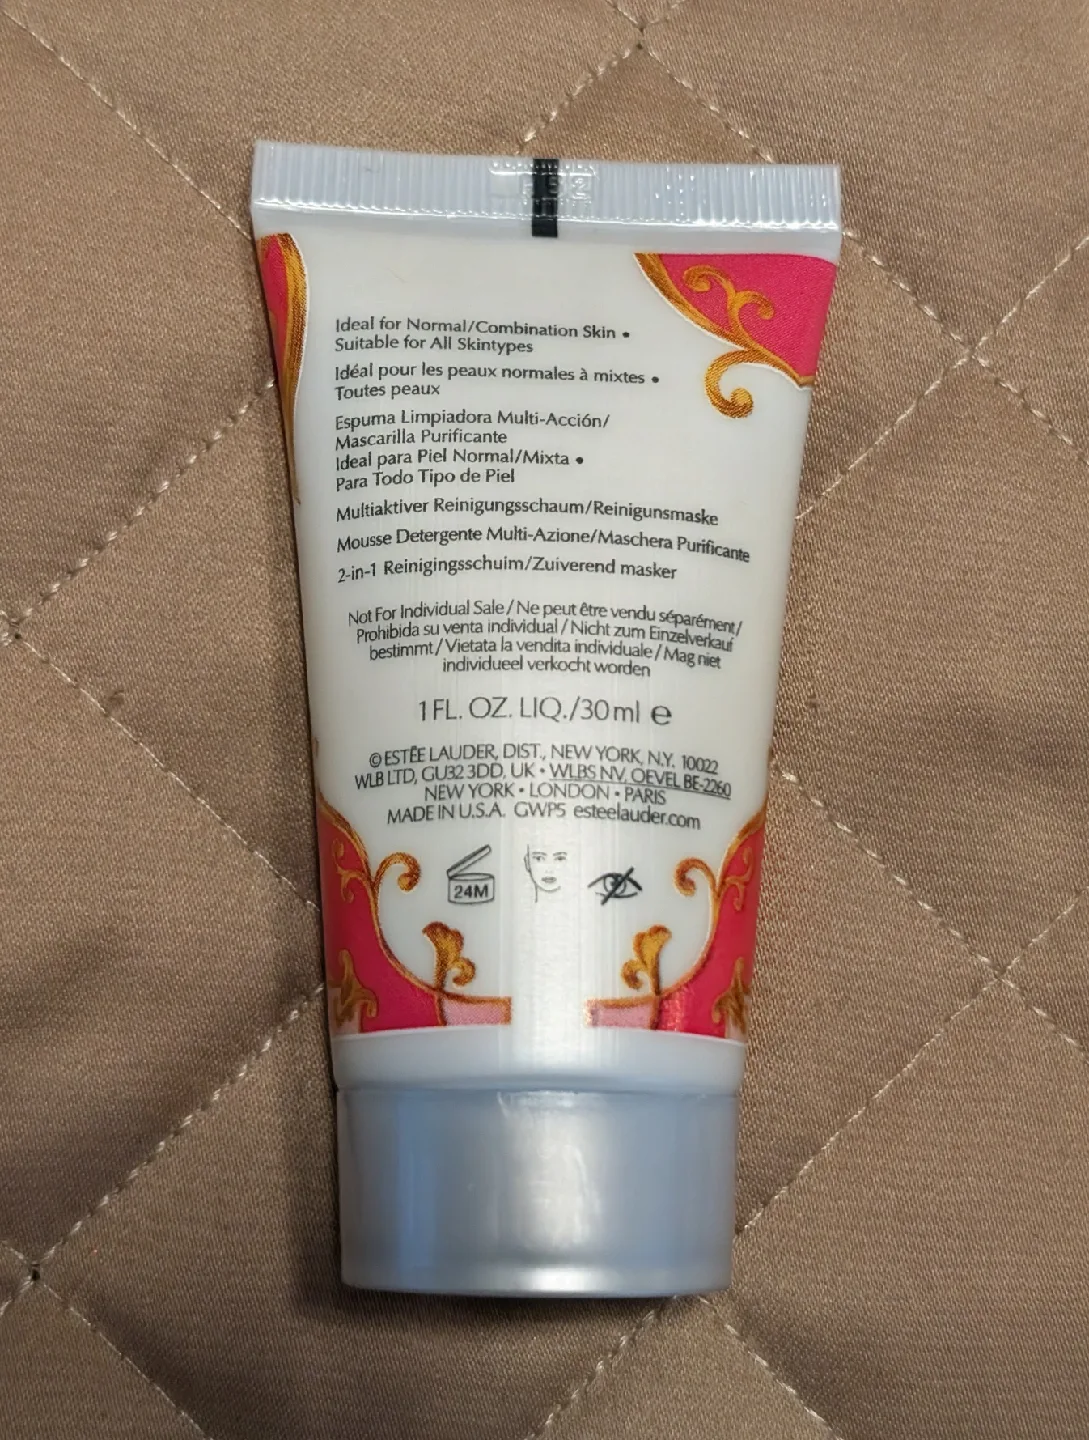 Ideal for Normal/Combination Skin •
Suitable for All Skintypes
Idéal pour les peaux normales à mixtes •
Toutes peaux
Espuma Limpiadora Multi-Acción/
Mascarilla Purificante
Ideal para Piel Normal/Mixta •
Para Todo Tipo de Piel
Multiaktiver Reinigungsschaum/Reinigunsmaske
Mousse Detergente Multi-Azione/Maschera Purificante
2-in-1 Reinigingsschuim/Zuiverend masker
Not For Individual Sale/Ne peut être vendu séparément/
Prohibida su venta individual/Nicht zum Einzelverkauf
bestimmt/Vietata la vendita individuale/Mag niet
individueel verkocht worden
1 FL. OZ. LIQ./30 ml ℮
© ESTĒE LAUDER, DIST., NEW YORK, N.Y. 10022
WLB LTD, GU32 3DD, UK • WLBS NV, OEVEL BE-2260
NEW YORK • LONDON • PARIS
MADE IN U.S.A. GWP5 esteelauder.com
24M